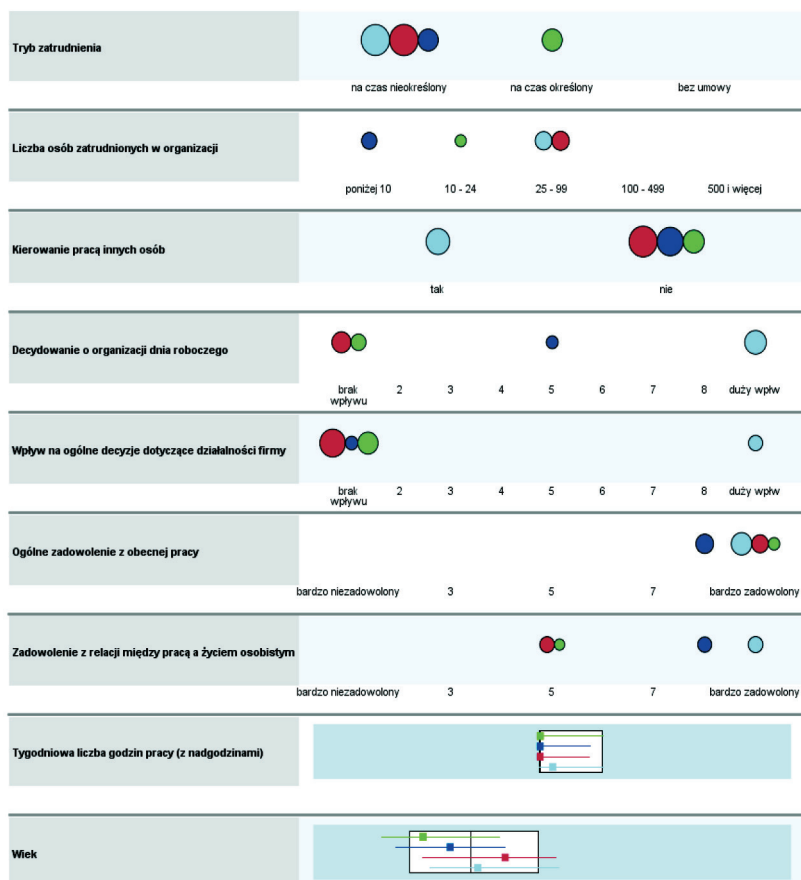 Tryb zatrudnienia
na czas nieokreślony na czas określony bez umowy
Liczba osób zatrudnionych w organizacji
poniżej 10 10 - 24 25 - 99 100 - 499 500 i więcej
Kierowanie pracą innych osób
tak nie
Decydowanie o organizacji dnia roboczego
brak wpływu 2 3 4 5 6 7 8 duży wpłw
Wpływ na ogólne decyzje dotyczące działalności firmy
brak wpływu 2 3 4 5 6 7 8 duży wpłw
Ogólne zadowolenie z obecnej pracy
bardzo niezadowolony 3 5 7 bardzo zadowolony
Zadowolenie z relacji między pracą a życiem osobistym
bardzo niezadowolony 3 5 7 bardzo zadowolony
Tygodniowa liczba godzin pracy (z nadgodzinami)
Wiek